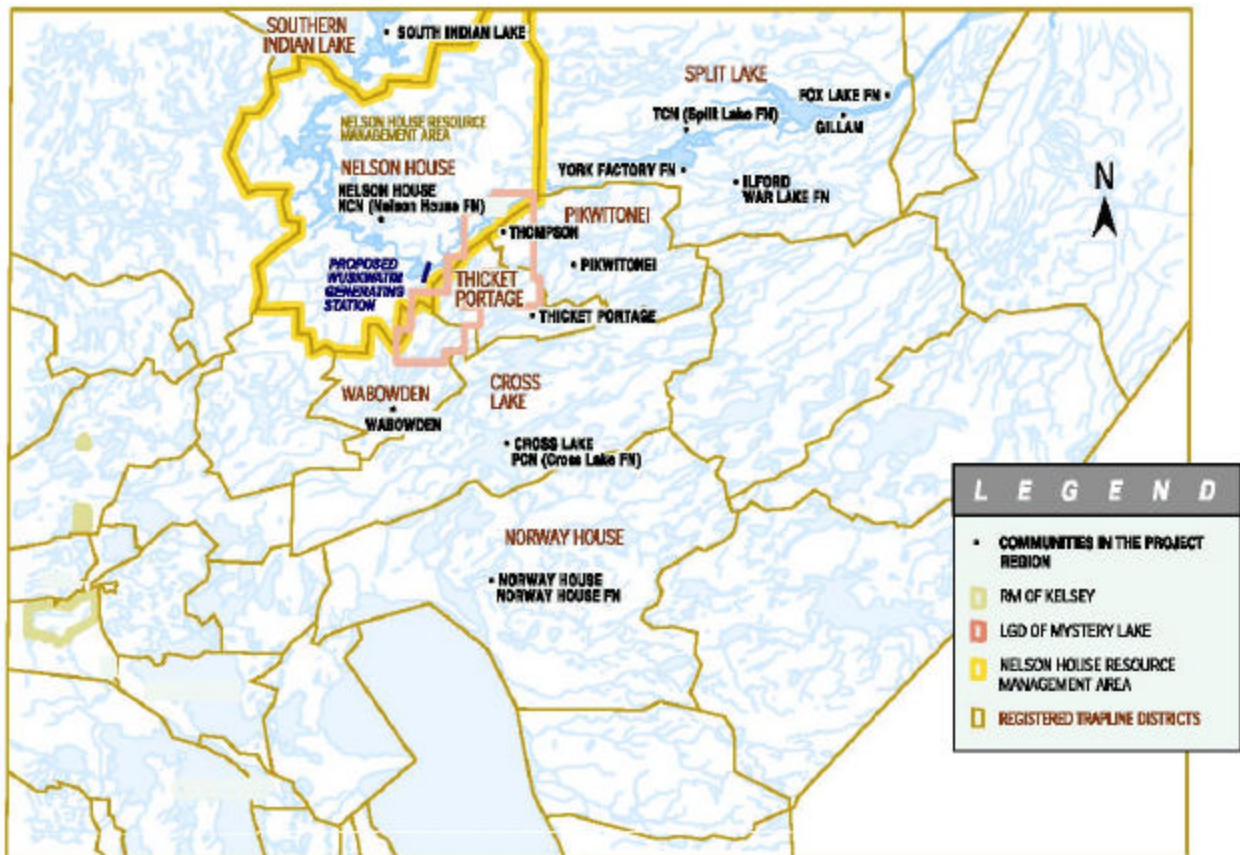 SOUTHERN
INDIAN LAKE
SOUTH INDIAN LAKE
SPLIT LAKE
FOX LAKE FN
TCN (Split Lake FN)
GILLAM
NELSON HOUSE RESOURCE
MANAGEMENT AREA
NELSON HOUSE
NELSON HOUSE
NCN (Nelson House FN)
YORK FACTORY FN
ILFORD
WAR LAKE FN
N
PIKWITONEI
THOMPSON
PIKWITONEI
PROPOSED
WUSKWATIM
GENERATING
STATION
THICKET
PORTAGE
THICKET PORTAGE
WABOWDEN
WABOWDEN
CROSS
LAKE
CROSS LAKE
PCN (Cross Lake FN)
NORWAY HOUSE
NORWAY HOUSE
NORWAY HOUSE FN
LEGEND
COMMUNITIES IN THE PROJECT
REGION
RM OF KELSEY
LGD OF MYSTERY LAKE
NELSON HOUSE RESOURCE
MANAGEMENT AREA
REGISTERED TRAPLINE DISTRICTS